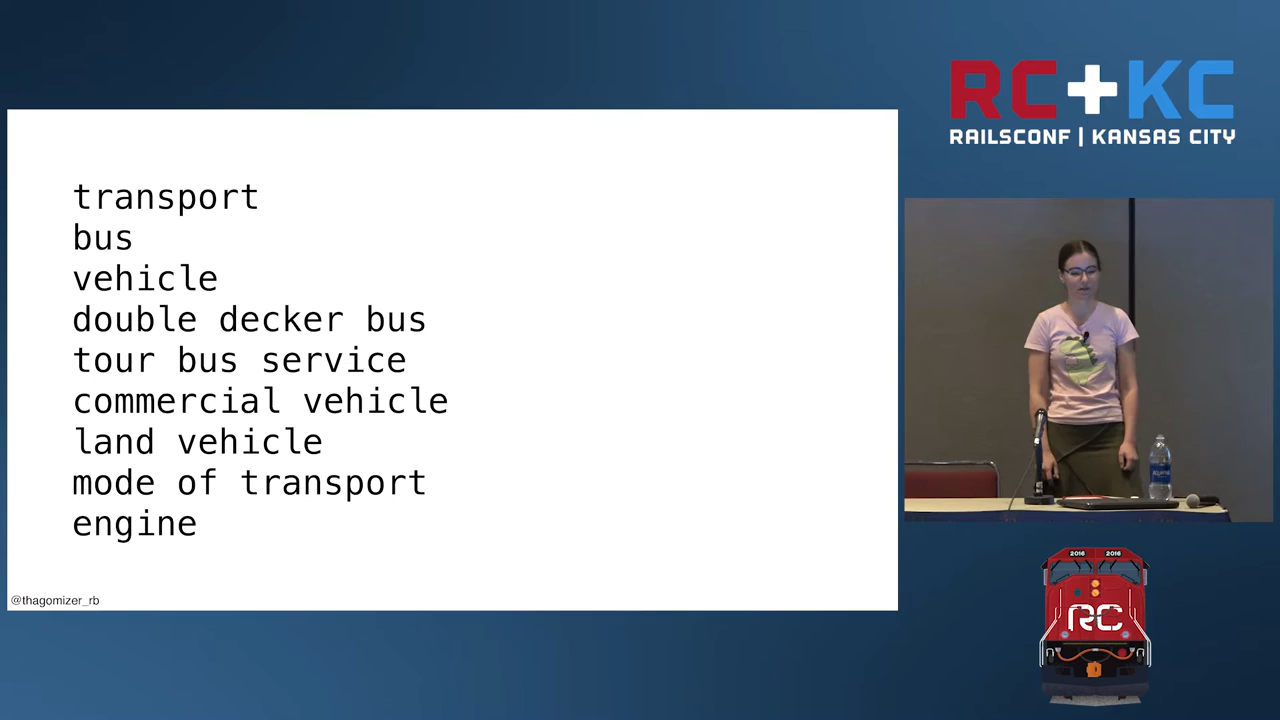 RC+KC
RAILSCONF | KANSAS CITY
transport
bus
vehicle
double decker bus
tour bus service
commercial vehicle
land vehicle
mode of transport
engine
@thagomizer_rb
2016 2016
RC